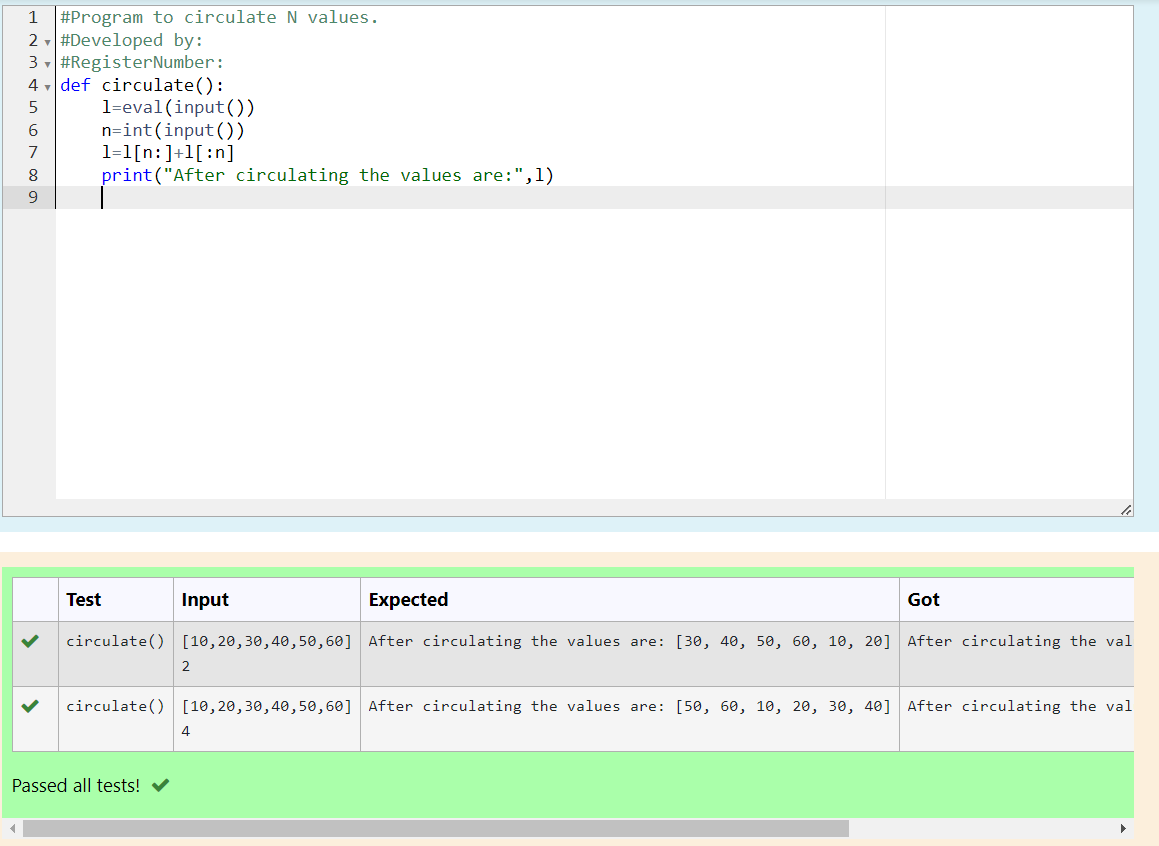 1 #Program to circulate N values.
2 #Developed by:
3 #RegisterNumber:
4 def circulate():
5     l=eval(input())
6     n=int(input())
7     l=l[n:]+l[:n]
8     print("After circulating the values are:",l)
9
Test Input Expected Got
circulate() [10,20,30,40,50,60] After circulating the values are: [30, 40, 50, 60, 10, 20] After circulating the val
2
circulate() [10,20,30,40,50,60] After circulating the values are: [50, 60, 10, 20, 30, 40] After circulating the val
4
Passed all tests!